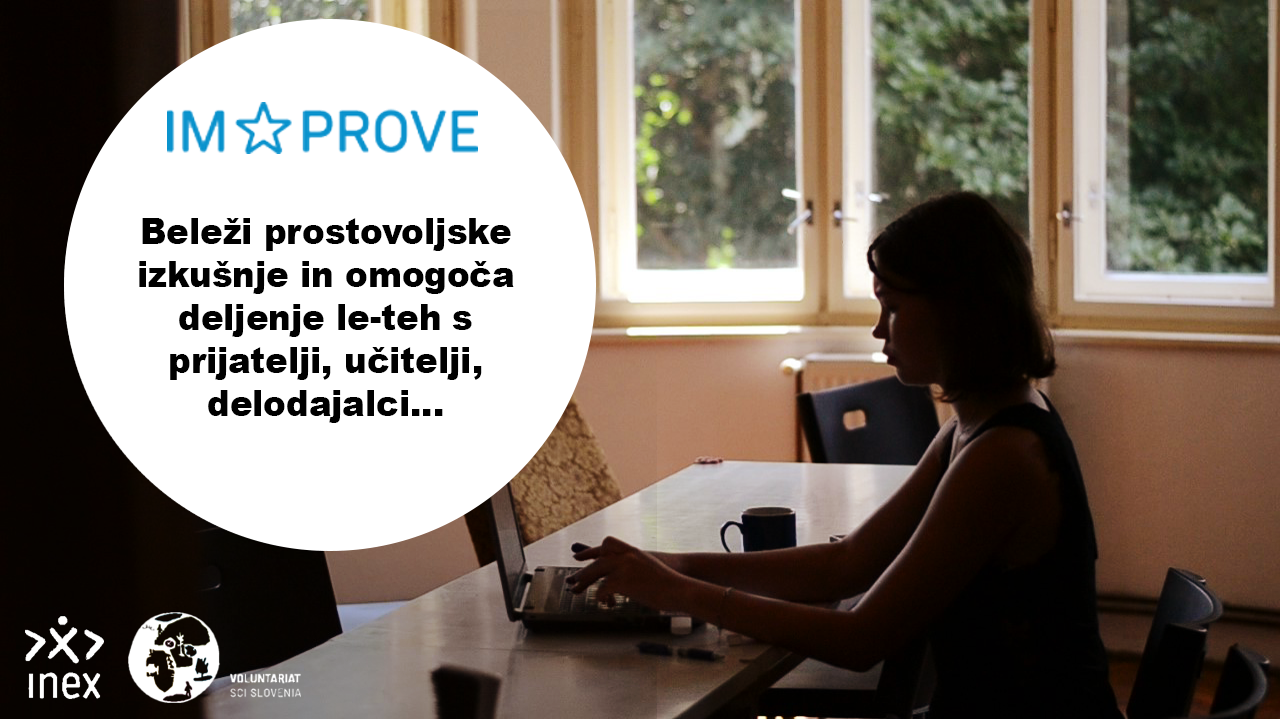 IM PROVE
Beleži prostovoljske
izkušnje in omogoča
deljenje le-teh s
prijatelji, učitelji,
delodajalci...
inex
VOLUNTARIAT
SCI SLOVENIA